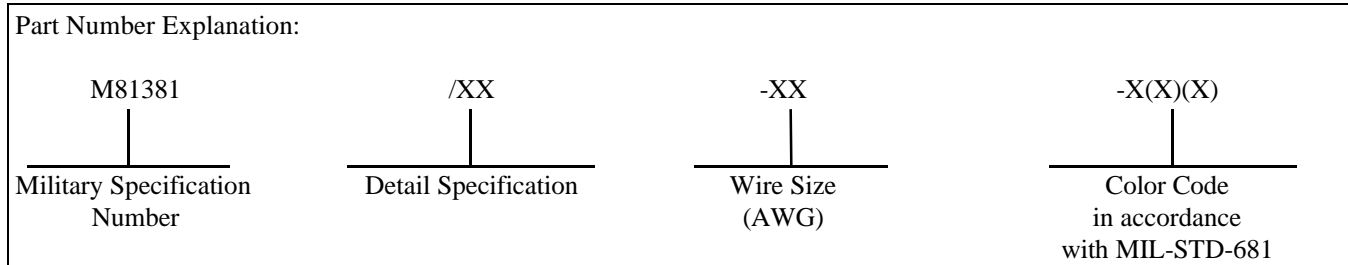 Part Number Explanation:
M81381 /XX -XX -X(X)(X)
Military Specification Detail Specification Wire Size Color Code
Number (AWG) in accordance
with MIL-STD-681